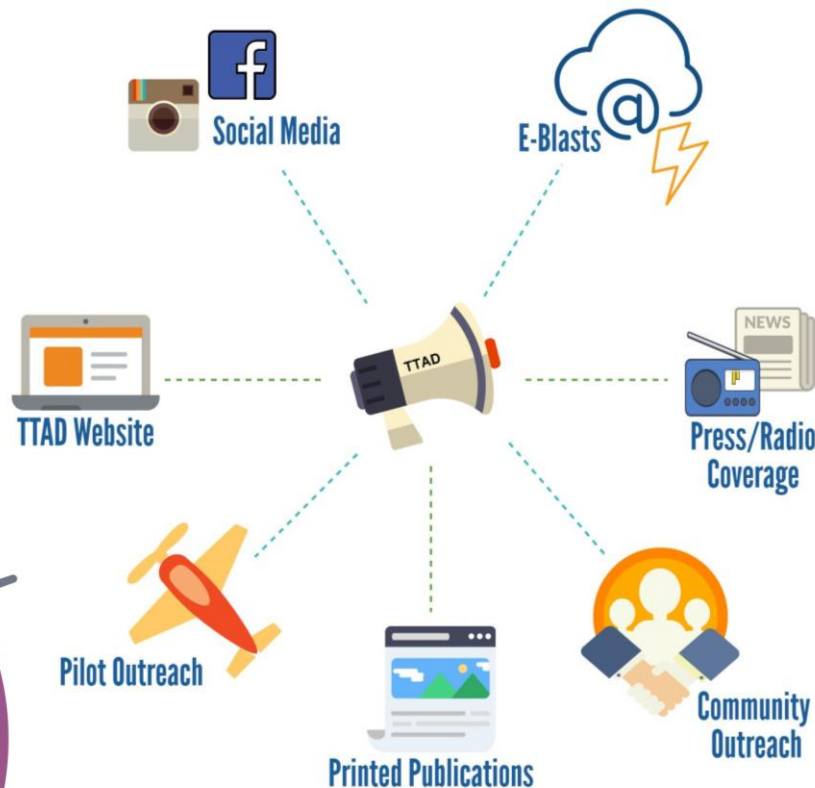 Social Media
E-Blasts
@
NEWS
TTAD
TTAD Website
Press/Radio
Coverage
Pilot Outreach
Community
Outreach
Printed Publications